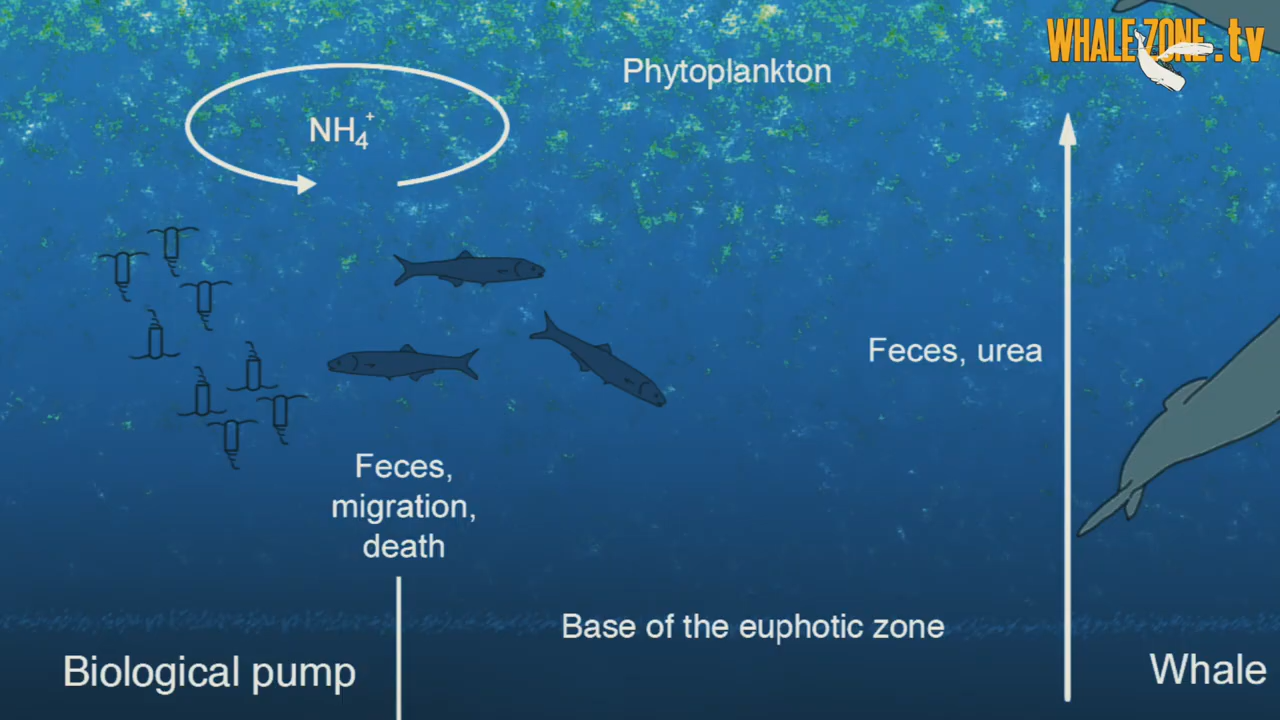 WHALE ZONE.tv
Phytoplankton
NH₄⁺
Feces, urea
Feces,
migration,
death
Base of the euphotic zone
Biological pump
Whale